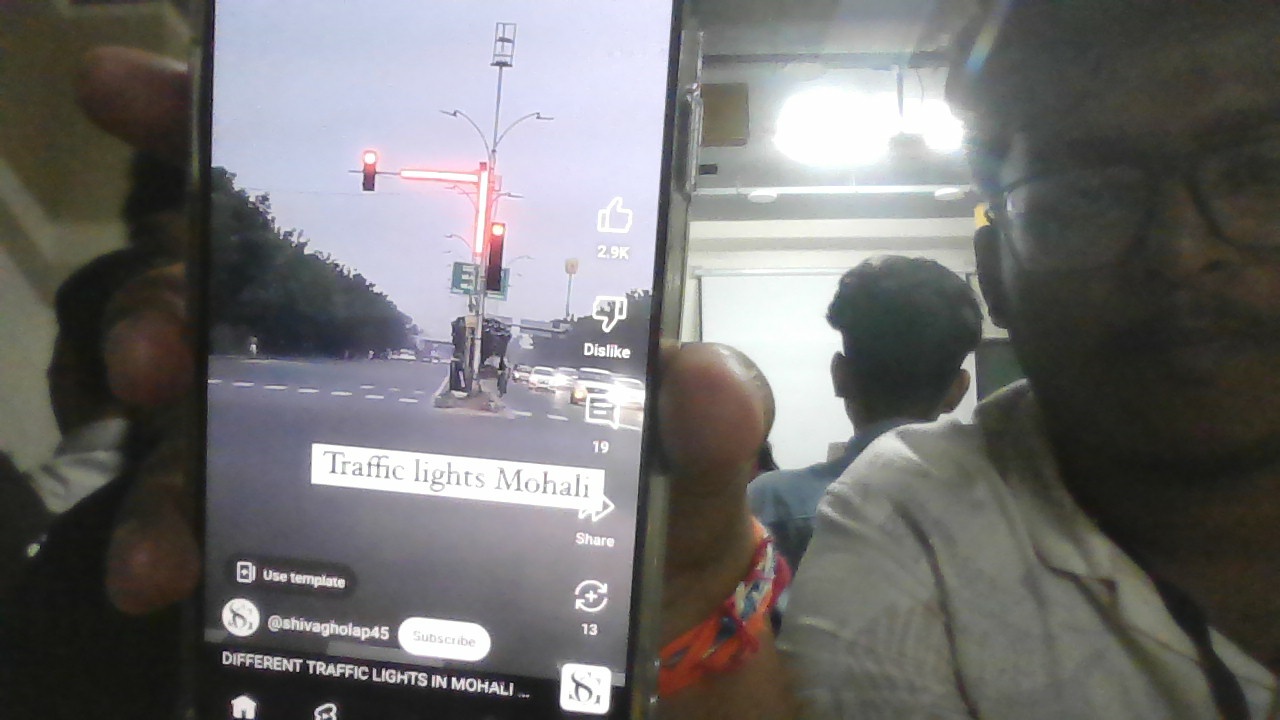 2.9K
Dislike
19
Traffic lights Mohali
Share
Use template
13
@shivagholap45
Subscribe
DIFFERENT TRAFFIC LIGHTS IN MOHALI ...